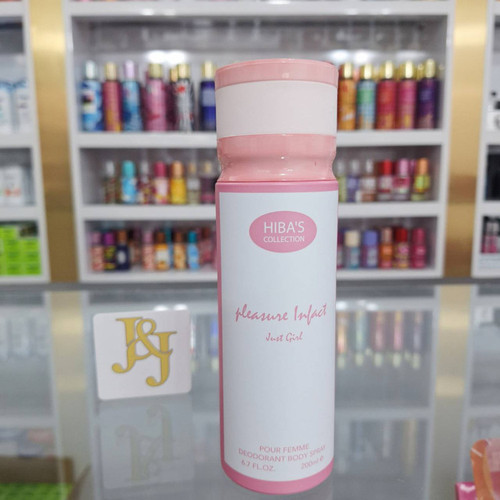 HIBA'S
COLLECTION
pleasure Infact
Just Girl
POUR FEMME
DEODORANT BODY SPRAY
6.7 FL.OZ. 200ml ℮
J&J